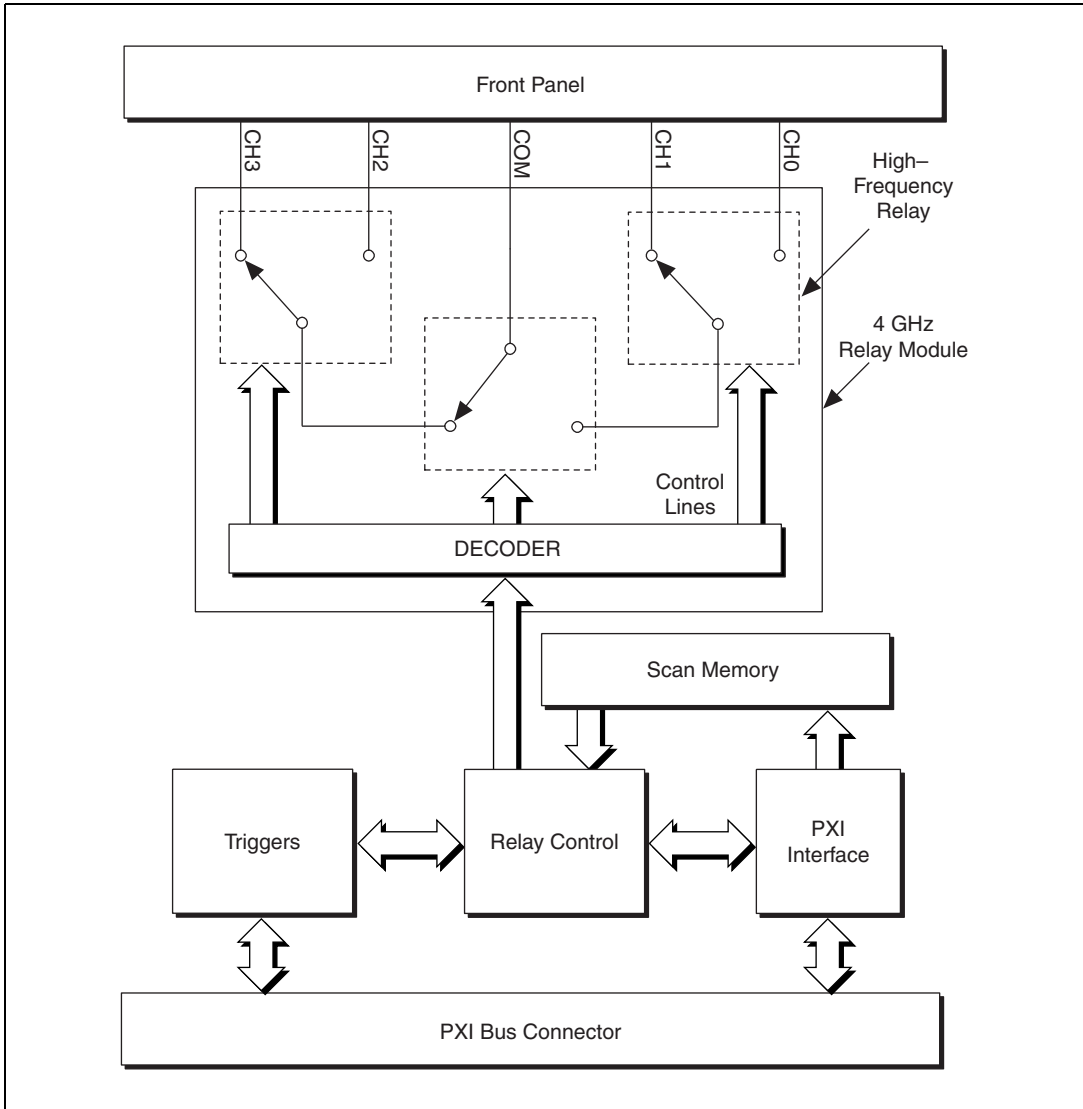 Front Panel
CH3
CH2
COM
CH1
CH0
High–
Frequency
Relay
4 GHz
Relay Module
Control
Lines
DECODER
Scan Memory
Triggers
Relay Control
PXI
Interface
PXI Bus Connector